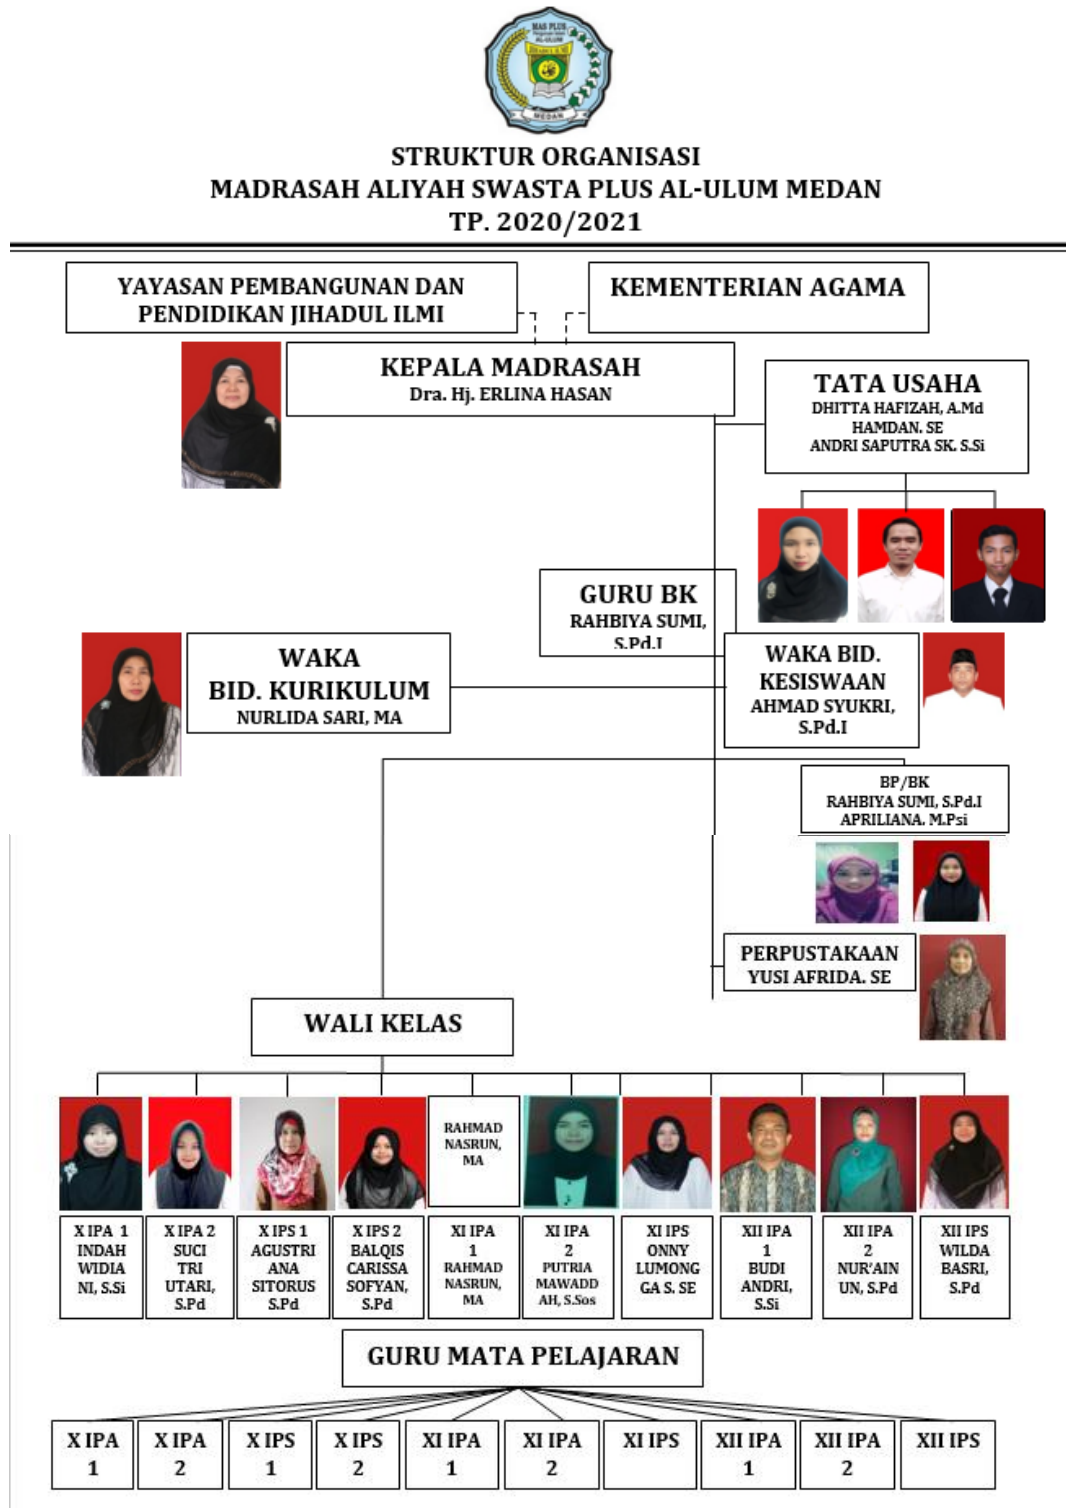 MAS PLUS
AL-ULUM
MEDAN
STRUKTUR ORGANISASI
MADRASAH ALIYAH SWASTA PLUS AL-ULUM MEDAN
TP. 2020/2021
YAYASAN PEMBANGUNAN DAN
PENDIDIKAN JIHADUL ILMI
KEMENTERIAN AGAMA
KEPALA MADRASAH
Dra. Hj. ERLINA HASAN
TATA USAHA
DHITTA HAFIZAH, A.Md
HAMDAN. SE
ANDRI SAPUTRA SK. S.Si
GURU BK
RAHBIYA SUMI,
S.Pd.I
WAKA
BID. KURIKULUM
NURLIDA SARI, MA
WAKA BID.
KESISWAAN
AHMAD SYUKRI,
S.Pd.I
BP/BK
RAHBIYA SUMI, S.Pd.I
APRILIANA. M.Psi
PERPUSTAKAAN
YUSI AFRIDA. SE
WALI KELAS
RAHMAD
NASRUN,
MA
X IPA 1
INDAH
WIDIA
NI, S.Si
X IPA 2
SUCI
TRI
UTARI,
S.Pd
X IPS 1
AGUSTRI
ANA
SITORUS
S.Pd
X IPS 2
BALQIS
CARISSA
SOFYAN,
S.Pd
XI IPA
1
RAHMAD
NASRUN,
MA
XI IPA
2
PUTRIA
MAWADD
AH, S.Sos
XI IPS
ONNY
LUMONG
GA S. SE
XII IPA
1
BUDI
ANDRI,
S.Si
XII IPA
2
NUR'AIN
UN, S.Pd
XII IPS
WILDA
BASRI,
S.Pd
GURU MATA PELAJARAN
X IPA
1
X IPA
2
X IPS
1
X IPS
2
XI IPA
1
XI IPA
2
XI IPS
XII IPA
1
XII IPA
2
XII IPS